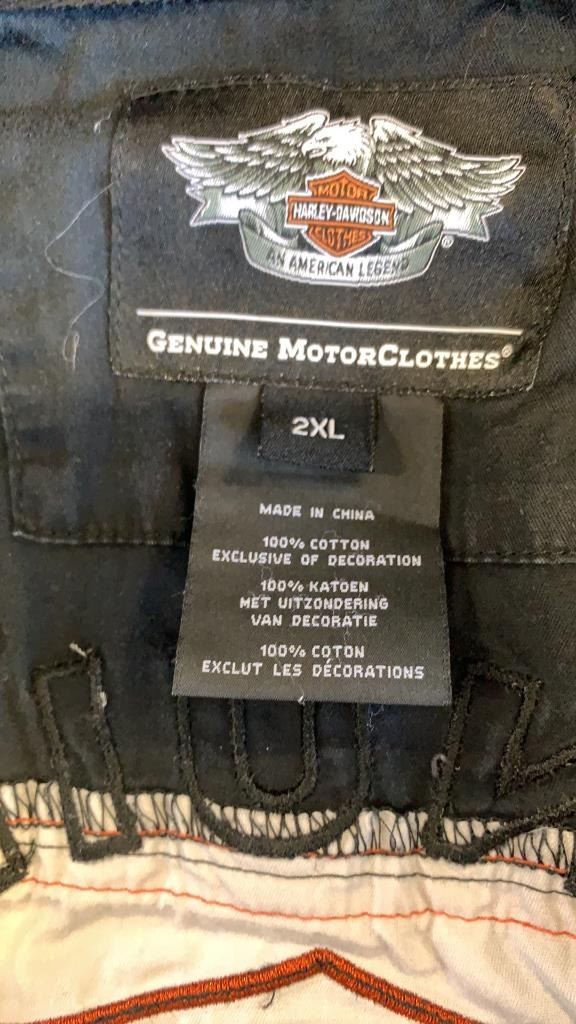 MOTOR
HARLEY-DAVIDSON
CLOTHES
®
AN AMERICAN LEGEND
GENUINE MOTORCLOTHES®
2XL
MADE IN CHINA
100% COTTON
EXCLUSIVE OF DECORATION
100% KATOEN
MET UITZONDERING
VAN DECORATIE
100% COTON
EXCLUT LES DÉCORATIONS